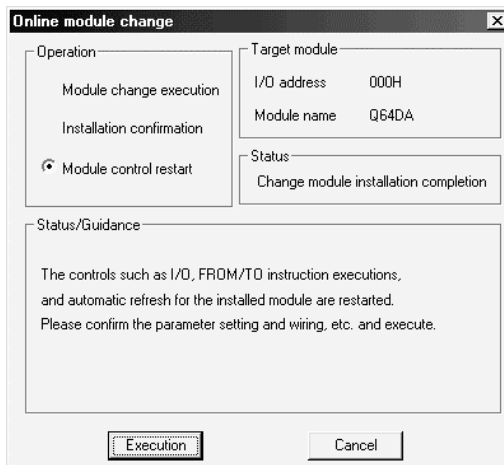 Online module change
Operation
Module change execution
Installation confirmation
Module control restart
Target module
I/O address 000H
Module name Q64DA
Status
Change module installation completion
Status/Guidance
The controls such as I/O, FROM/TO instruction executions,
and automatic refresh for the installed module are restarted.
Please confirm the parameter setting and wiring, etc. and execute.
Execution
Cancel